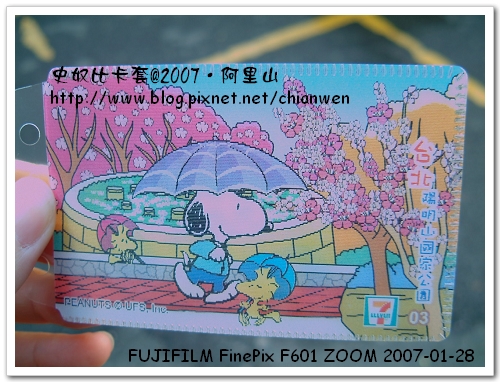 史奴比卡套@2007‧阿里山
http://www.blog.pixnet.net/chianwen
台北
陽明山國家公園
PEANUTS © UFS, Inc.
7
ELEVEN
03
FUJIFILM FinePix F601 ZOOM 2007-01-28